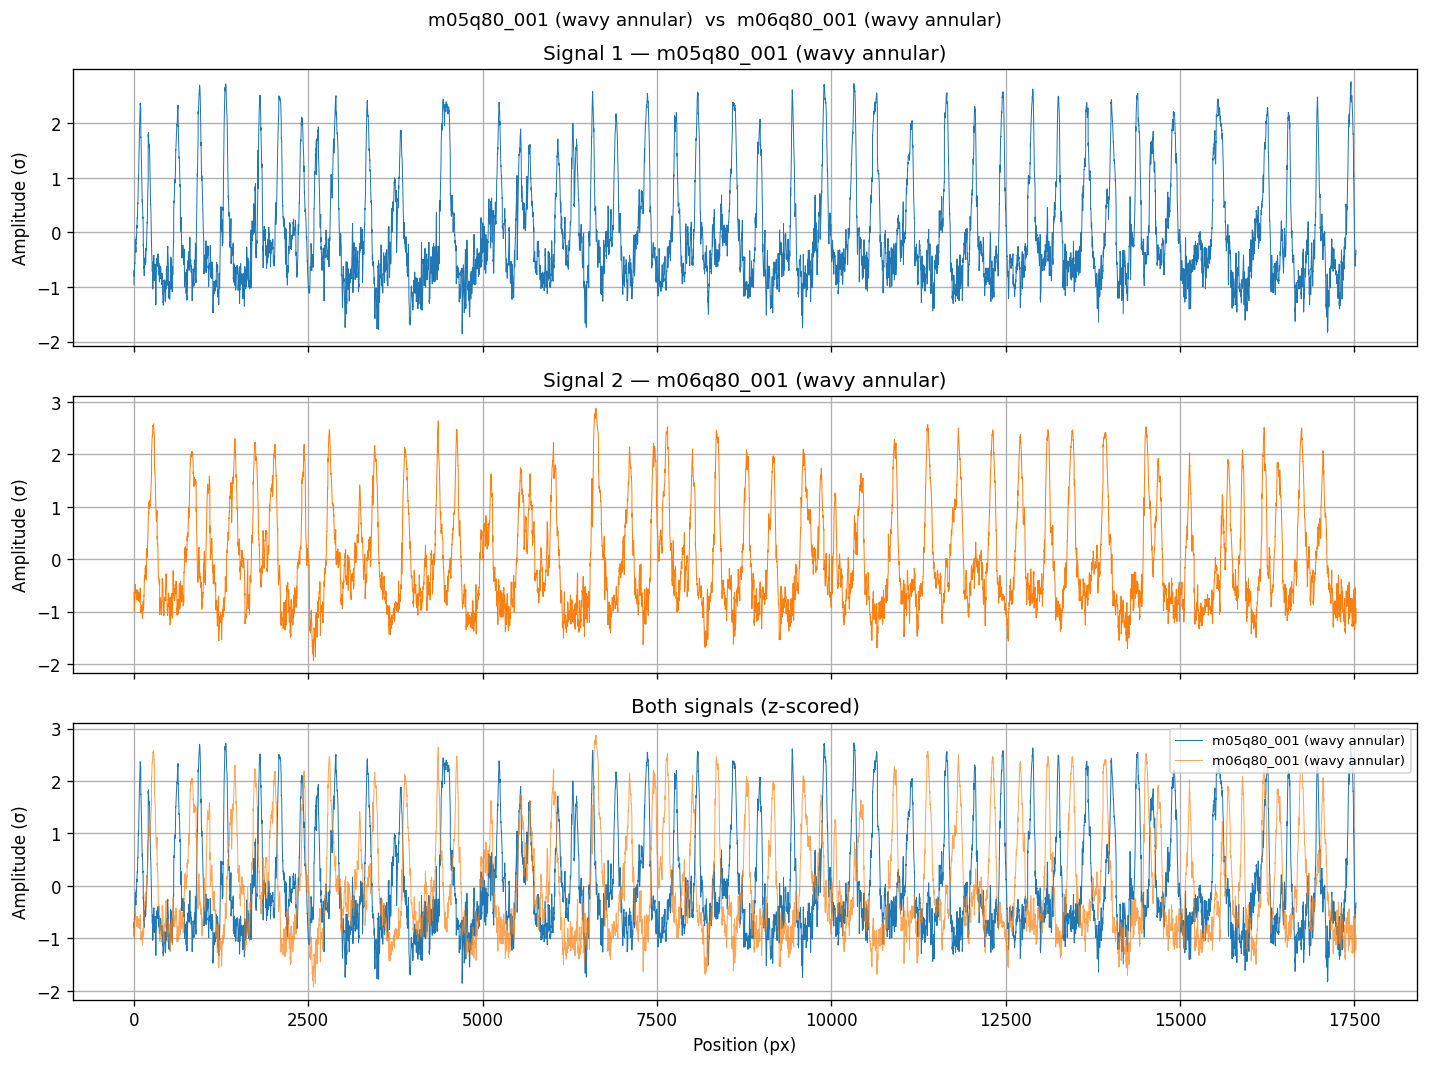 m05q80_001 (wavy annular)  vs  m06q80_001 (wavy annular)
Signal 1 — m05q80_001 (wavy annular)
Amplitude (σ)
2
1
0
−1
−2
Signal 2 — m06q80_001 (wavy annular)
Amplitude (σ)
3
2
1
0
−1
−2
Both signals (z-scored)
Amplitude (σ)
3
2
1
0
−1
−2
m05q80_001 (wavy annular)
m06q80_001 (wavy annular)
0 2500 5000 7500 10000 12500 15000 17500
Position (px)